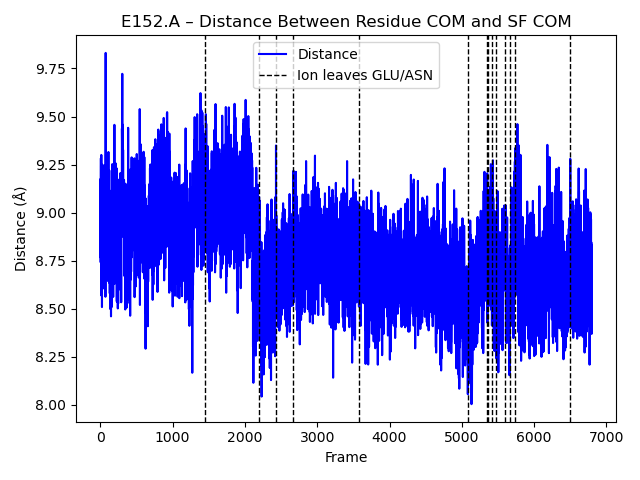 E152.A – Distance Between Residue COM and SF COM
Distance
Ion leaves GLU/ASN
Distance (Å)
9.75
9.50
9.25
9.00
8.75
8.50
8.25
8.00
0 1000 2000 3000 4000 5000 6000 7000
Frame